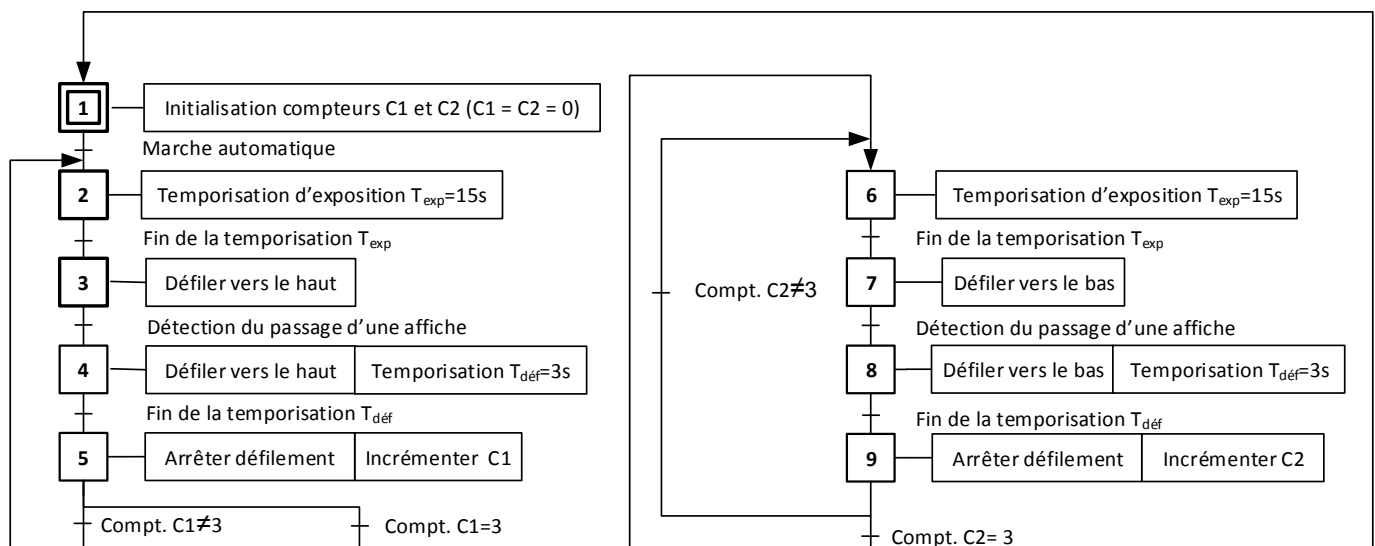 1 Initialisation compteurs C1 et C2 (C1 = C2 = 0)
Marche automatique
2 Temporisation d'exposition Texp=15s
Fin de la temporisation Texp
3 Défiler vers le haut
Détection du passage d'une affiche
4 Défiler vers le haut Temporisation Tdéf=3s
Fin de la temporisation Tdéf
5 Arrêter défilement Incrémenter C1
Compt. C1≠3 Compt. C1=3
6 Temporisation d'exposition Texp=15s
Fin de la temporisation Texp
Compt. C2≠3
7 Défiler vers le bas
Détection du passage d'une affiche
8 Défiler vers le bas Temporisation Tdéf=3s
Fin de la temporisation Tdéf
9 Arrêter défilement Incrémenter C2
Compt. C2= 3